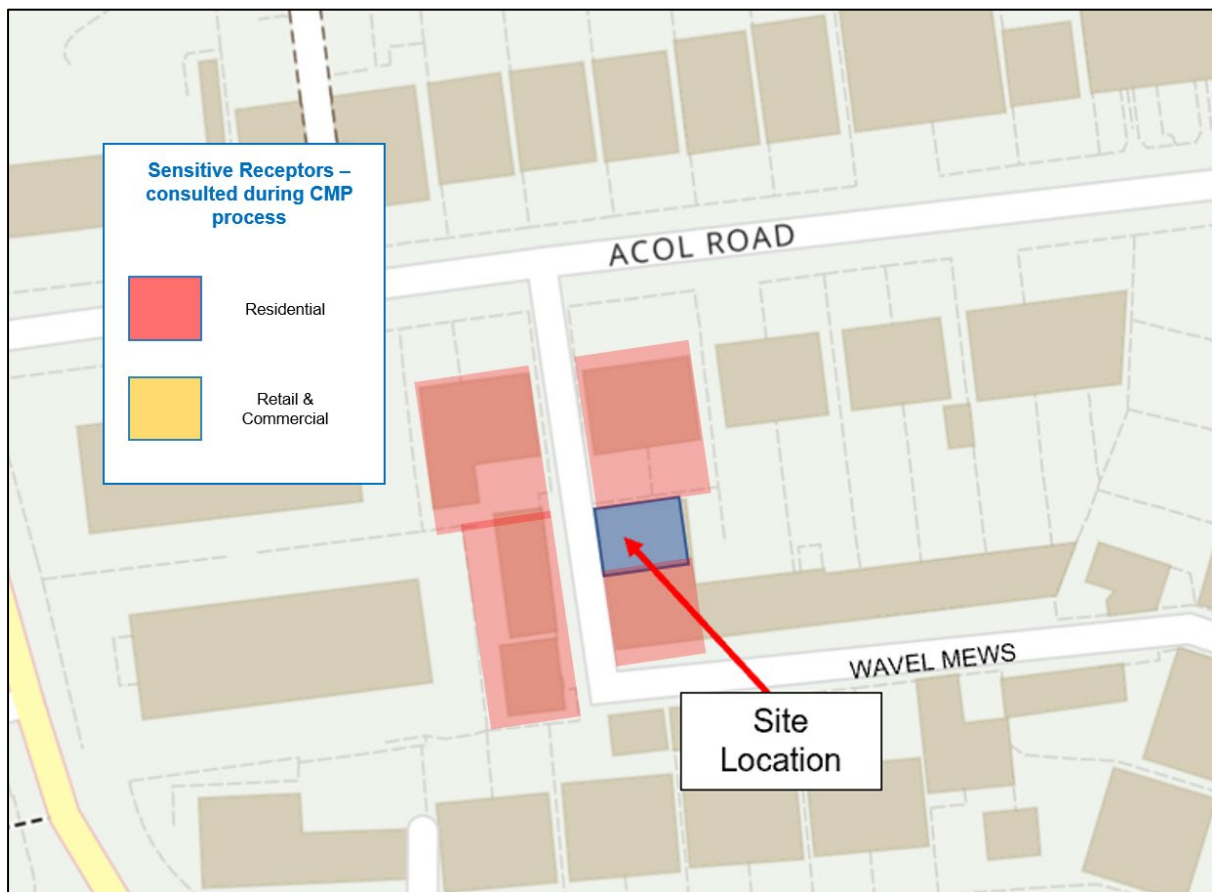 Sensitive Receptors –
consulted during CMP
process
Residential
Retail &
Commercial
ACOL ROAD
WAVEL MEWS
Site
Location